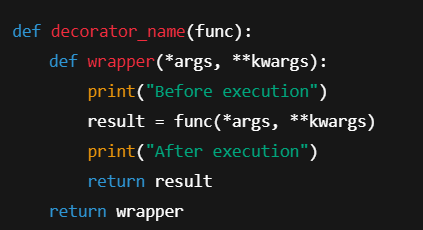 def decorator_name(func):
    def wrapper(*args, **kwargs):
        print("Before execution")
        result = func(*args, **kwargs)
        print("After execution")
        return result
    return wrapper